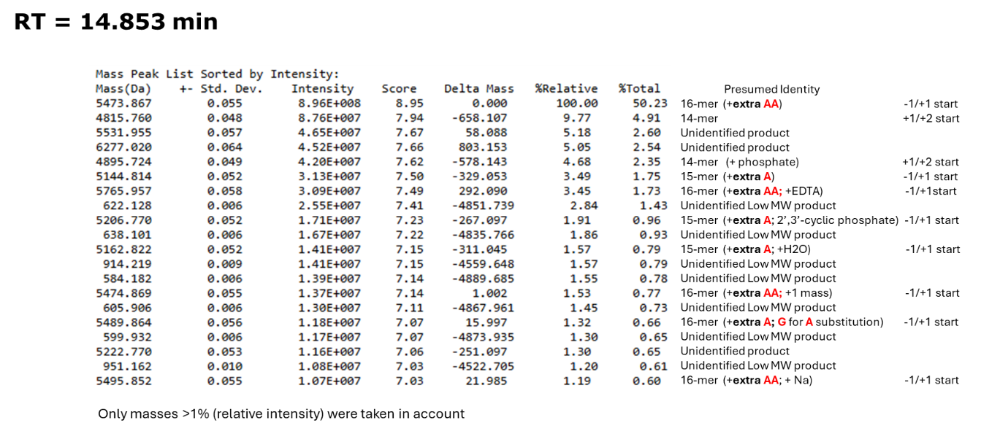 RT = 14.853 min
Mass Peak List Sorted by Intensity:
Mass(Da) +- Std. Dev. Intensity Score Delta Mass %Relative %Total Presumed Identity
5473.867 0.055 8.96E+008 8.95 0.000 100.00 50.23 16-mer (+extra AA) -1/+1 start
4815.760 0.048 8.76E+007 7.94 -658.107 9.77 4.91 14-mer +1/+2 start
5531.955 0.057 4.65E+007 7.67 58.088 5.18 2.60 Unidentified product
6277.020 0.064 4.52E+007 7.66 803.153 5.05 2.54 Unidentified product
4895.724 0.049 4.20E+007 7.62 -578.143 4.68 2.35 14-mer (+ phosphate) +1/+2 start
5144.814 0.052 3.13E+007 7.50 -329.053 3.49 1.75 15-mer (+extra A) -1/+1 start
5765.957 0.058 3.09E+007 7.49 292.090 3.45 1.73 16-mer (+extra AA; +EDTA) -1/+1start
622.128 0.006 2.55E+007 7.41 -4851.739 2.84 1.43 Unidentified Low MW product
5206.770 0.052 1.71E+007 7.23 -267.097 1.91 0.96 15-mer (+extra A; 2’,3’-cyclic phosphate) -1/+1 start
638.101 0.006 1.67E+007 7.22 -4835.766 1.86 0.93 Unidentified Low MW product
5162.822 0.052 1.41E+007 7.15 -311.045 1.57 0.79 15-mer (+extra A; +H2O) -1/+1 start
914.219 0.009 1.41E+007 7.15 -4559.648 1.57 0.79 Unidentified Low MW product
584.182 0.006 1.39E+007 7.14 -4889.685 1.55 0.78 Unidentified Low MW product
5474.869 0.055 1.37E+007 7.14 1.002 1.53 0.77 16-mer (+extra AA; +1 mass) -1/+1 start
605.906 0.006 1.30E+007 7.11 -4867.961 1.45 0.73 Unidentified Low MW product
5489.864 0.056 1.18E+007 7.07 15.997 1.32 0.66 16-mer (+extra A; G for A substitution) -1/+1 start
599.932 0.006 1.17E+007 7.07 -4873.935 1.30 0.65 Unidentified Low MW product
5222.770 0.053 1.16E+007 7.06 -251.097 1.30 0.65 Unidentified product
951.162 0.010 1.08E+007 7.03 -4522.705 1.20 0.61 Unidentified Low MW product
5495.852 0.055 1.07E+007 7.03 21.985 1.19 0.60 16-mer (+extra AA; + Na) -1/+1 start
Only masses >1% (relative intensity) were taken in account